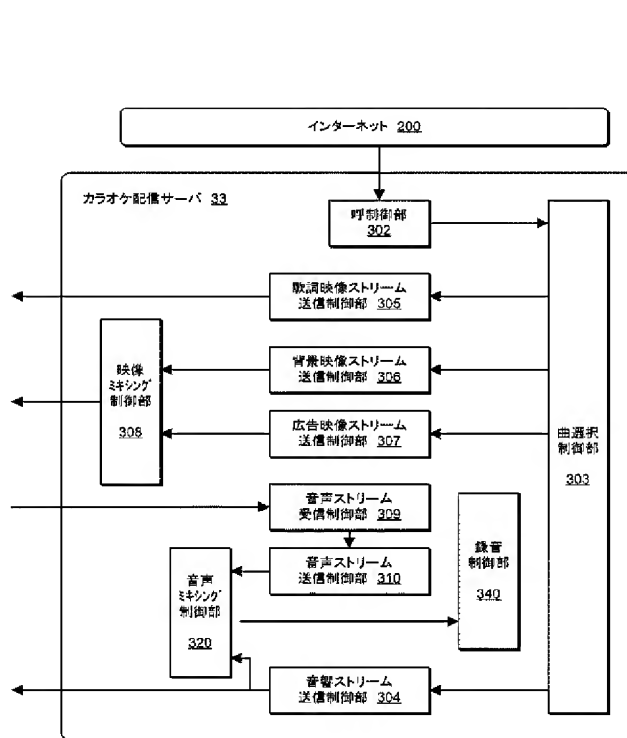 インターネット 200
カラオケ配信サーバ 33
呼制御部
302
歌詞映像ストリーム
送信制御部 305
背景映像ストリーム
送信制御部 306
映像
ミキシング
制御部
308
広告映像ストリーム
送信制御部 307
曲選択
制御部
303
音声ストリーム
受信制御部 309
録音
制御部
340
音声ストリーム
送信制御部 310
音声
ミキシング
制御部
320
音響ストリーム
送信制御部 304